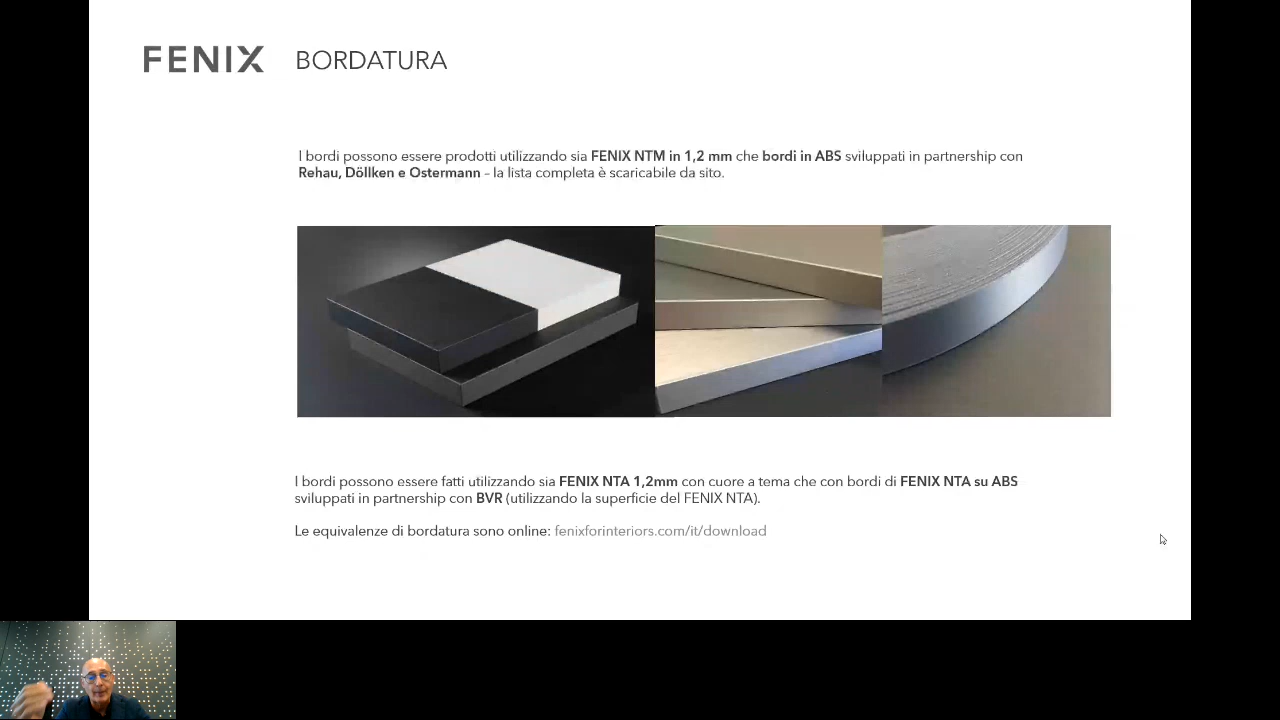 FENIX BORDATURA
I bordi possono essere prodotti utilizzando sia FENIX NTM in 1,2 mm che bordi in ABS sviluppati in partnership con
Rehau, Döllken e Ostermann – la lista completa è scaricabile da sito.
I bordi possono essere fatti utilizzando sia FENIX NTA 1,2mm con cuore a tema che con bordi di FENIX NTA su ABS
sviluppati in partnership con BVR (utilizzando la superficie del FENIX NTA).
Le equivalenze di bordatura sono online: fenixforinteriors.com/it/download